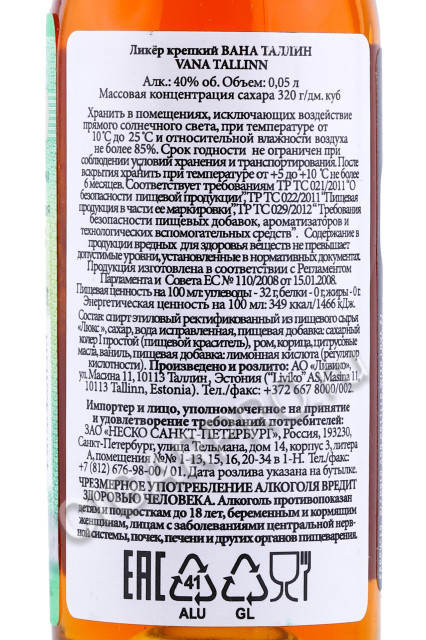 Ликёр крепкий ВАНА ТАЛЛИН
VANA TALLINN
Алк.: 40% об. Объем: 0,05 л
Массовая концентрация сахара 320 г/дм. куб
Хранить в помещениях, исключающих воздействие
прямого солнечного света, при температуре от
10°С до 25°С и относительной влажности воздуха
не более 85%. Срок годности не ограничен при
соблюдении условий хранения и транспортирования. После
вскрытия хранить при температуре от +5 до +10 °С не более
6 месяцев. Соответствует требованиям ТР ТС 021/2011 "О
безопасности пищевой продукции", ТР ТС 022/2011 "Пищевая
продукция в части ее маркировки", ТР ТС 029/2012 "Требования
безопасности пищевых добавок, ароматизаторов и
технологических вспомогательных средств". Содержание в
продукции вредных для здоровья веществ не превышает
допустимые уровни, установленные в нормативных документах.
Продукция изготовлена в соответствии с Регламентом
Парламента и Совета ЕС № 110/2008 от 15.01.2008.
Пищевая ценность на 100 мл: углеводы - 32 г; белки - 0 г; жиры - 0 г.
Энергетическая ценность на 100 мл: 349 ккал/1466 кДж.
Состав: спирт этиловый ректификованный из пищевого сырья
«Люкс», сахар, вода исправленная, пищевая добавка: сахарный
колер I простой (пищевой краситель), ром, корица, цитрусовые
масла, ваниль, пищевая добавка: лимонная кислота (регулятор
кислотности). Произведено и розлито: АО «Ливико»,
ул. Масина 11, 10113 Таллин, Эстония ("Liviko" AS, Masina 11
10113 Tallinn, Estonia). Тел./факс: +372 667 8000/002.
Импортер и лицо, уполномоченное на принятие
и удовлетворение требований потребителей:
ЗАО «НЕСКО САНКТ-ПЕТЕРБУРГ», Россия, 193230,
Санкт-Петербург, улица Тельмана, дом 14, корпус 3, литера
А, помещения №№ 1-13, 15, 16, 20-34 в 1-Н. Тел./факс:
+7 (812) 676-98-00 / 01. Дата розлива указана на бутылке.
ЧРЕЗМЕРНОЕ УПОТРЕБЛЕНИЕ АЛКОГОЛЯ ВРЕДИТ
ЗДОРОВЬЮ ЧЕЛОВЕКА. Алкоголь противопоказан
детям и подросткам до 18 лет, беременным и кормящим
женщинам, лицам с заболеваниями центральной нерв-
ной системы, почек, печени и других органов пищеварения.
EAC 41
ALU GL